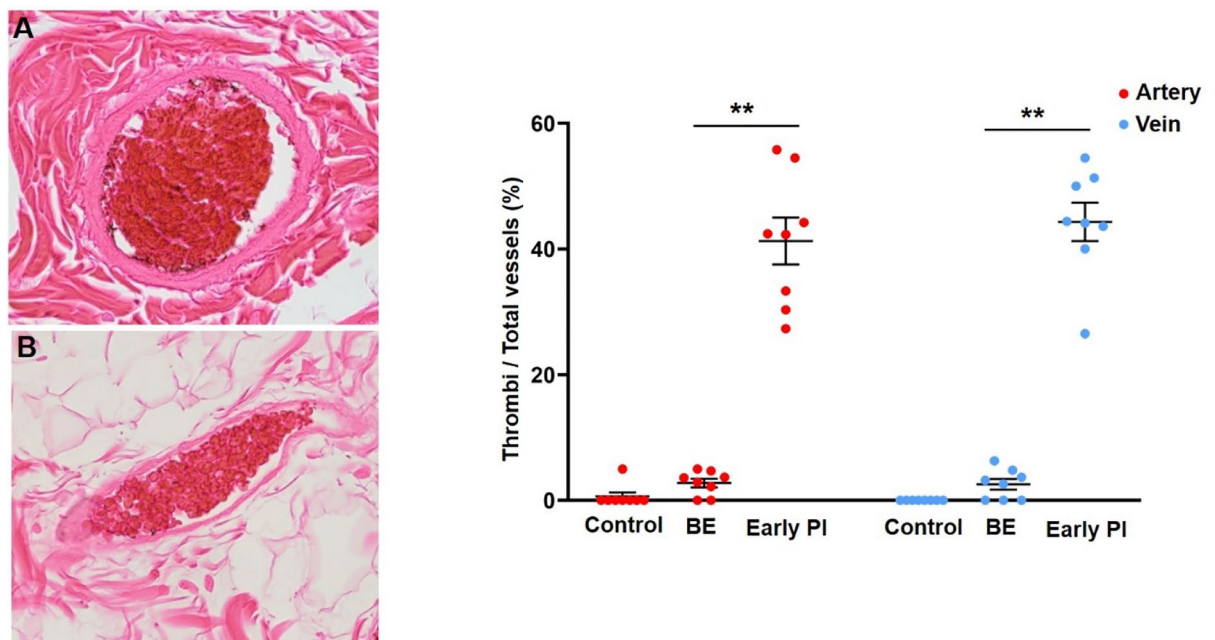 A
B
Artery
Vein
**
**
60
40
20
0
Thrombi / Total vessels (%)
Control BE Early PI Control BE Early PI